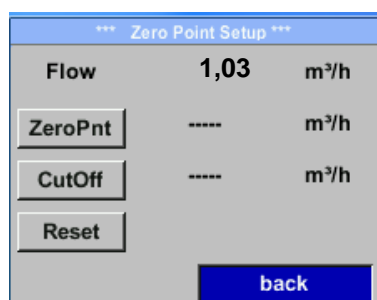 *** Zero Point Setup ***
Flow 1,03 m³/h
ZeroPnt ----- m³/h
CutOff ----- m³/h
Reset
back